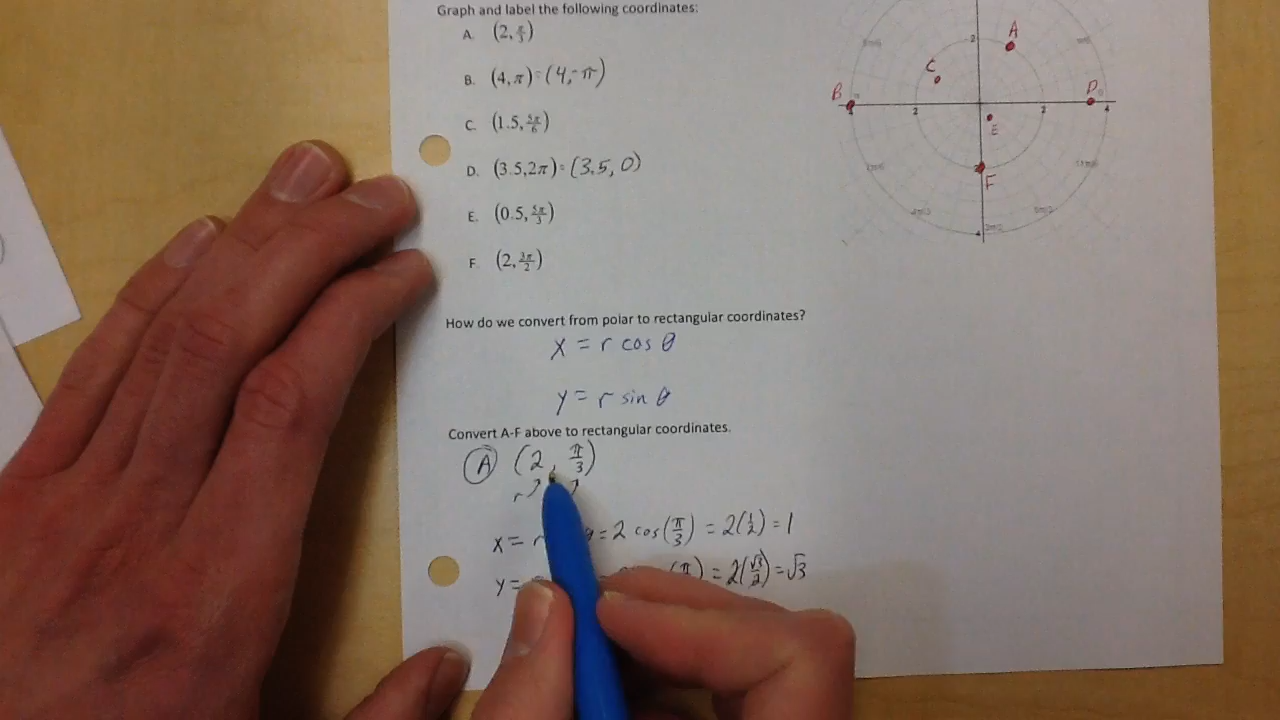 Graph and label the following coordinates:
A. (2, π/3)
B. (4, π) = (4, -π)
C. (1.5, 5π/6)
D. (3.5, 2π) = (3.5, 0)
E. (0.5, 5π/3)
F. (2, 3π/2)
A
C
B
D
E
F
2
2
2
4
4
How do we convert from polar to rectangular coordinates?
x = r cos θ
y = r sin θ
Convert A-F above to rectangular coordinates.
A (2, π/3)
r
x = r = 2 cos(π/3) = 2(1/2) = 1
y = (π = 2(√3/2) = √3